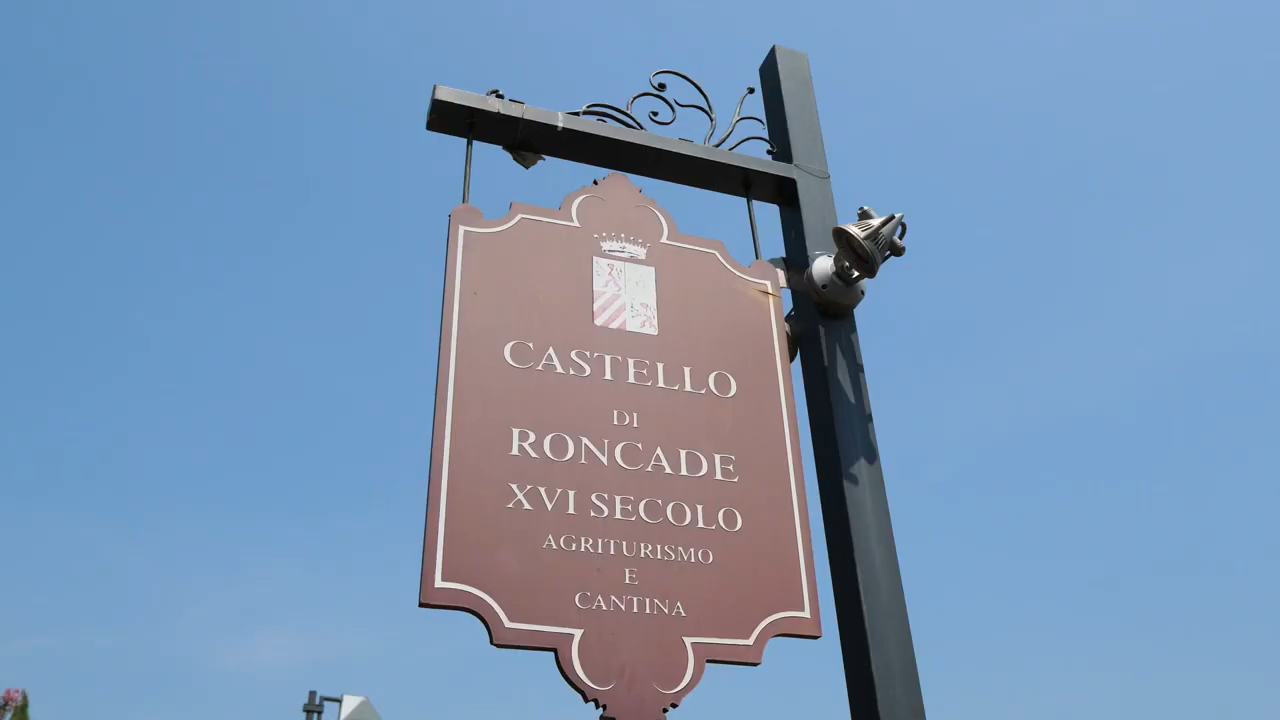 CASTELLO
DI
RONCADE
XVI SECOLO
AGRITURISMO
E
CANTINA